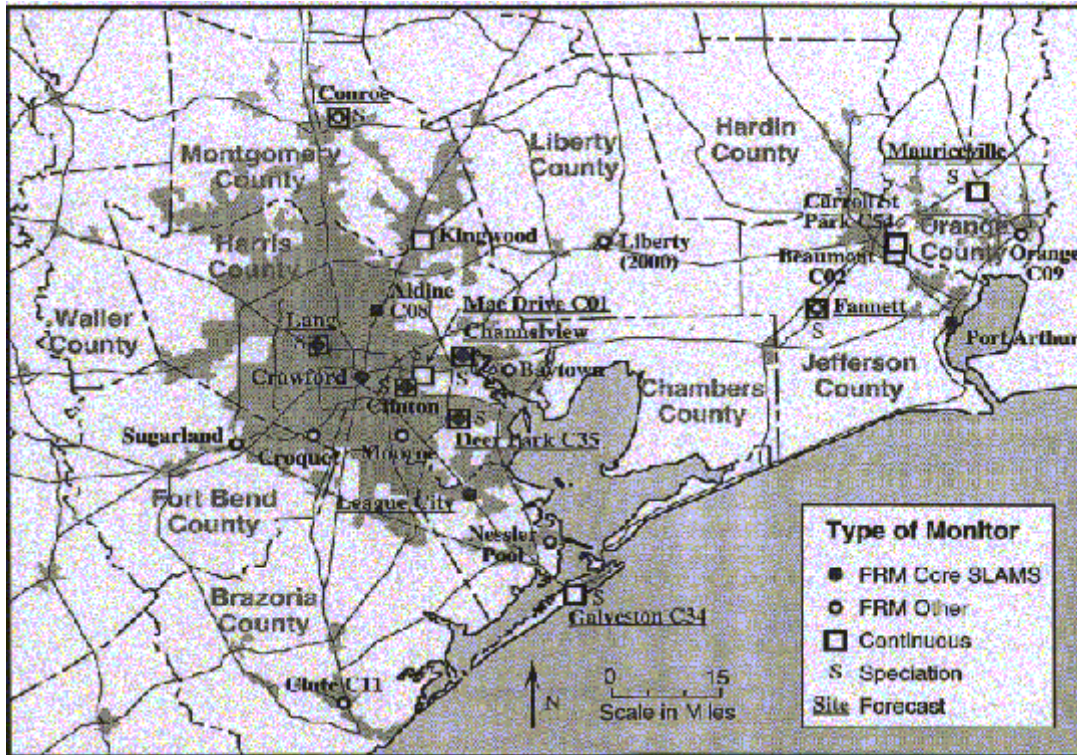 Conroe
S
Montgomery
County
Liberty
County
Hardin
County
Mauriceville
S
Carroll St
Park C54
Orange
County
Orange
C09
Beaumont
C02
Kingwood
Liberty
(2000)
Harris
County
Aldine
C08
Mac Drive C01
Channelview
Fannett
S
Port Arthur
Waller
County
Lang
S
S
S
Baytown
Crawford
Clinton
Chambers
County
Jefferson
County
S
Deer Park C35
Sugarland
Croquet
League City
Fort Bend
County
Nessler
Pool
S
Galveston C34
Brazoria
County
Clute C11
N
0 15
Scale in Miles
Type of Monitor
FRM Core SLAMS
FRM Other
Continuous
S Speciation
Site Forecast